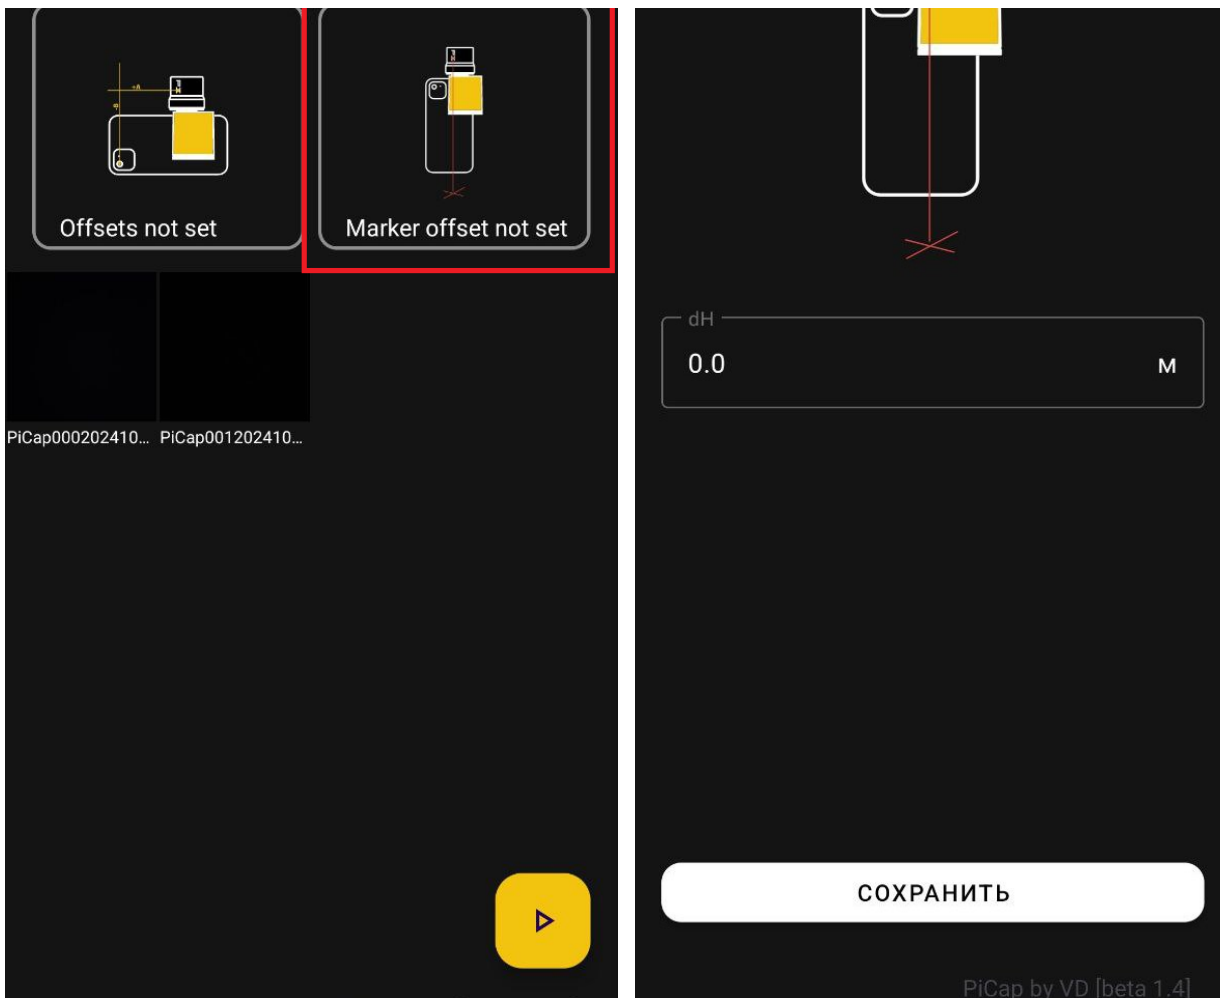 Offsets not set
Marker offset not set
PiCap000202410...
PiCap001202410...
dH
0.0
м
СОХРАНИТЬ
PiCap by VD [beta 1.4]